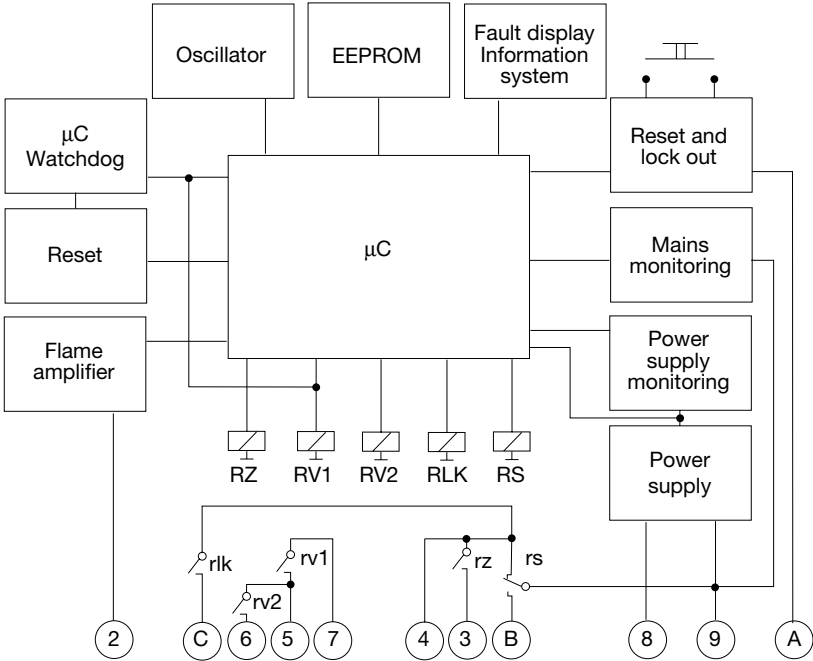 Oscillator
EEPROM
Fault display
Information
system
μC
Watchdog
Reset and
lock out
Reset
μC
Mains
monitoring
Flame
amplifier
Power
supply
monitoring
RZ
RV1
RV2
RLK
RS
Power
supply
rlk
rv1
rz
rs
rv2
2
C
6
5
7
4
3
B
8
9
A